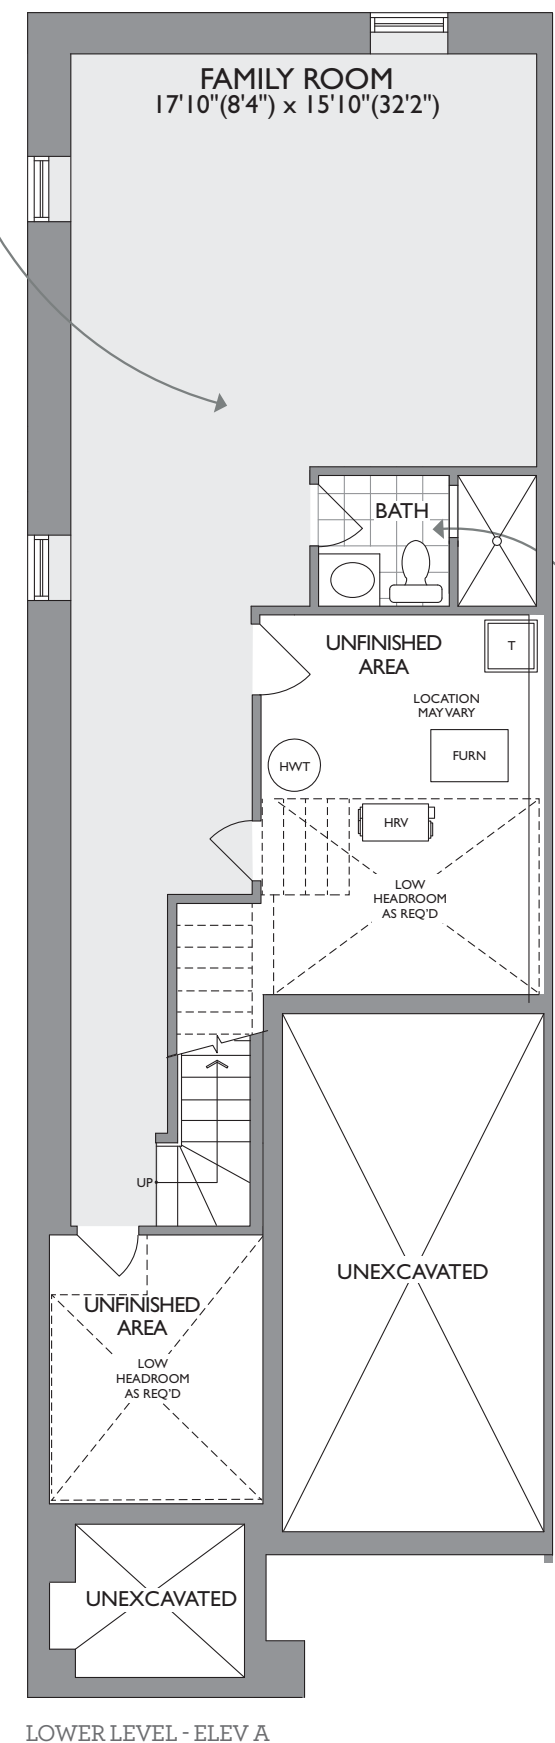 FAMILY ROOM
17'10"(8'4") x 15'10"(32'2")
BATH
UNFINISHED
AREA
T
LOCATION
MAY VARY
FURN
HWT
HRV
LOW
HEADROOM
AS REQ'D
UP
UNEXCAVATED
UNFINISHED
AREA
LOW
HEADROOM
AS REQ'D
UNEXCAVATED
LOWER LEVEL - ELEV A